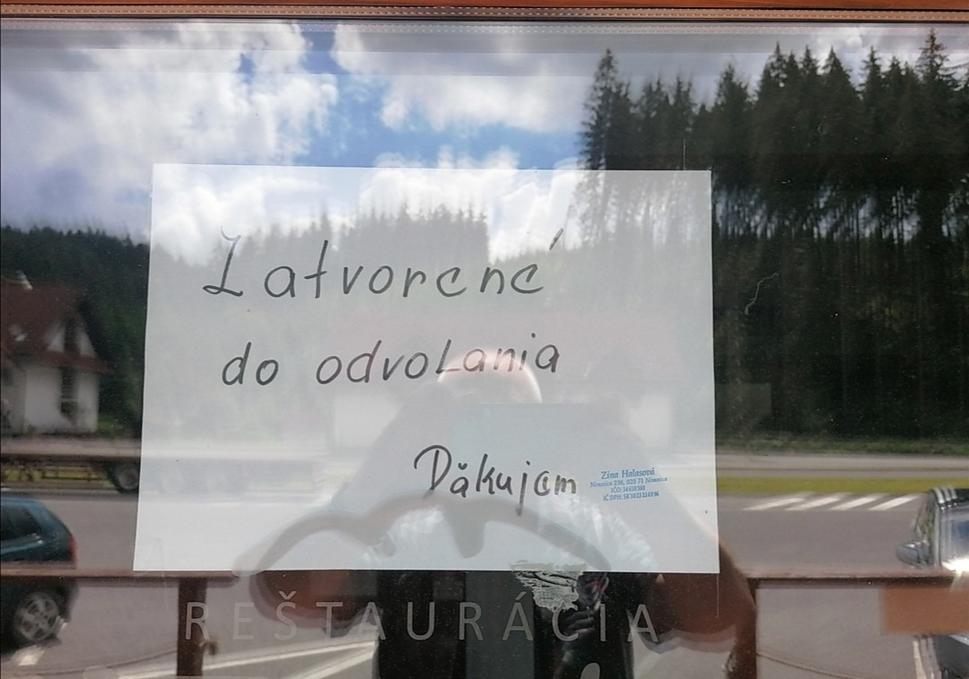 Zatvorené
do odvolania
Ďakujem
Zina Halasová
REŠTAURÁCIA